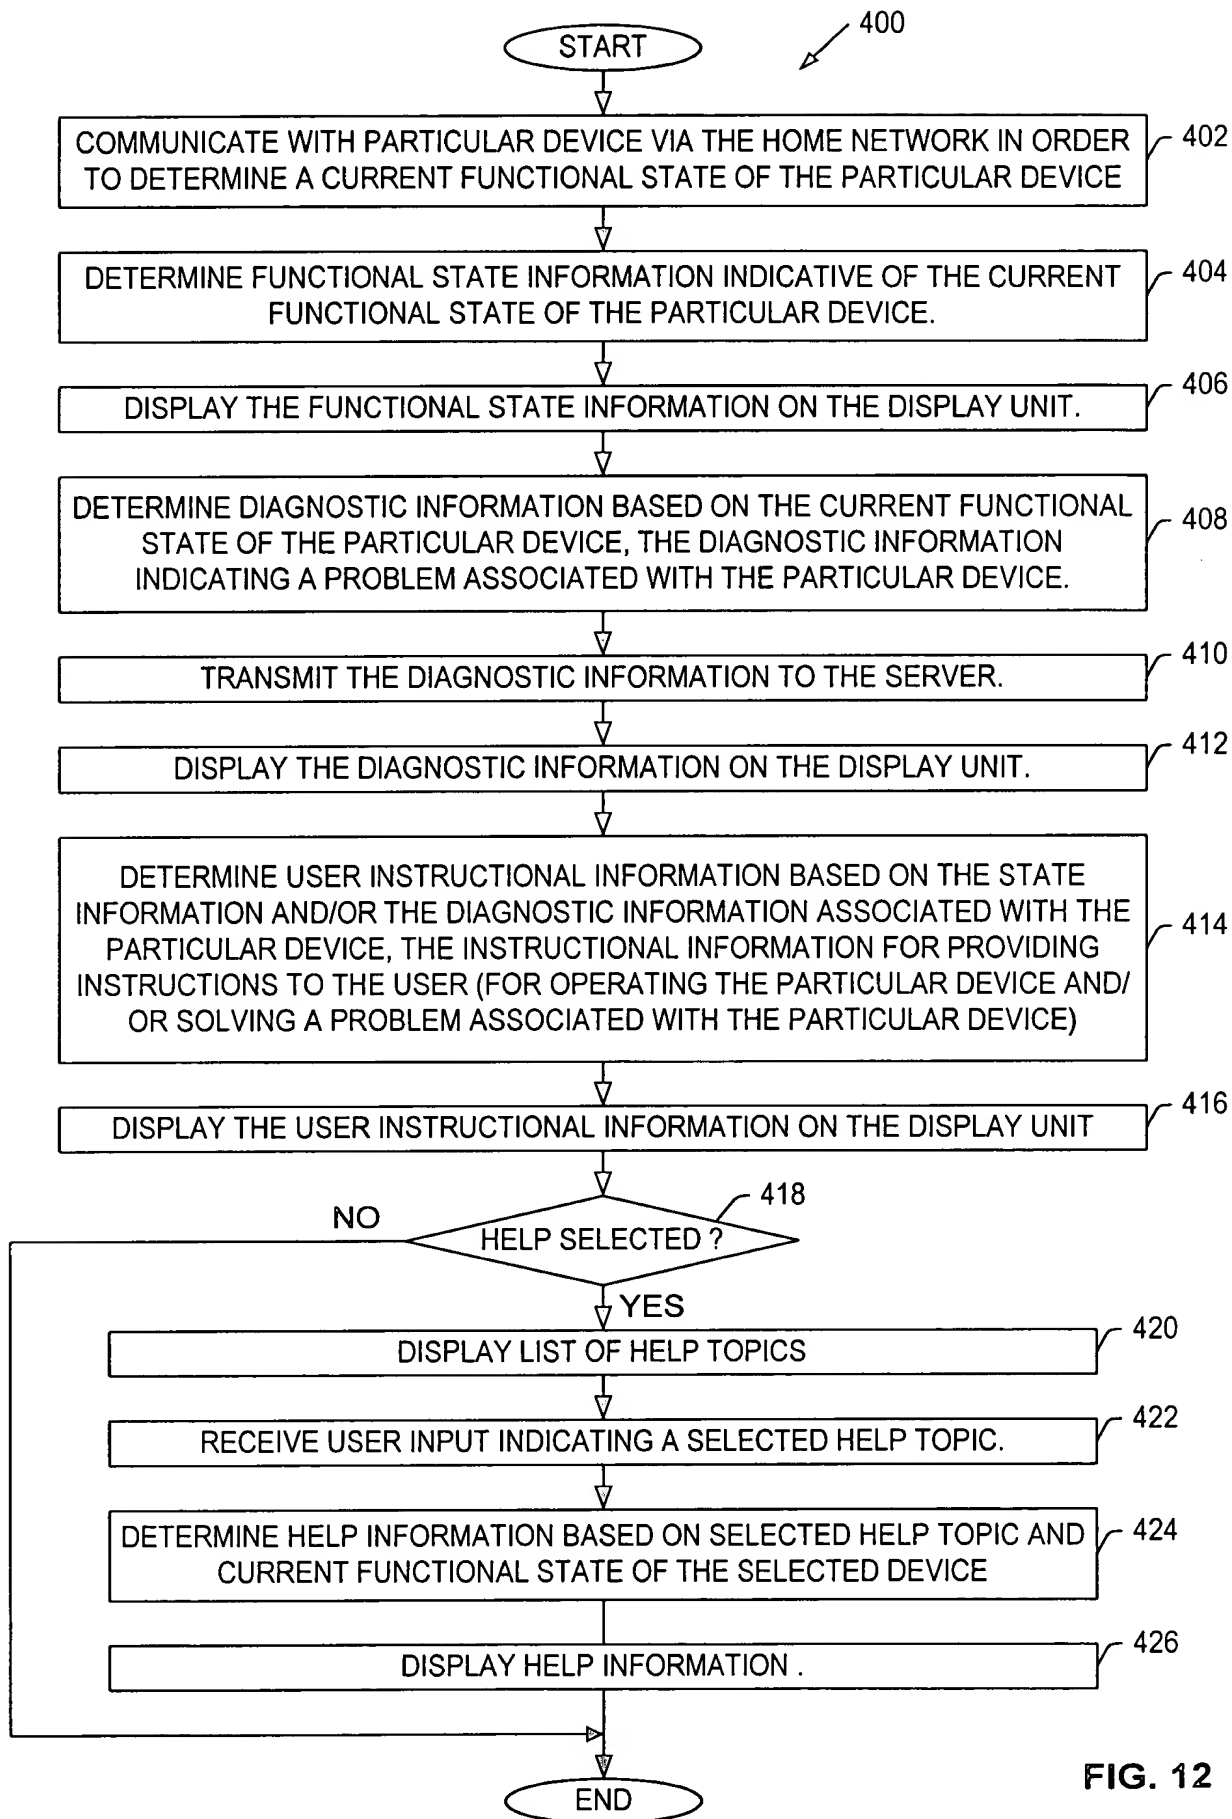 400
START
COMMUNICATE WITH PARTICULAR DEVICE VIA THE HOME NETWORK IN ORDER
TO DETERMINE A CURRENT FUNCTIONAL STATE OF THE PARTICULAR DEVICE
402
DETERMINE FUNCTIONAL STATE INFORMATION INDICATIVE OF THE CURRENT
FUNCTIONAL STATE OF THE PARTICULAR DEVICE.
404
DISPLAY THE FUNCTIONAL STATE INFORMATION ON THE DISPLAY UNIT.
406
DETERMINE DIAGNOSTIC INFORMATION BASED ON THE CURRENT FUNCTIONAL
STATE OF THE PARTICULAR DEVICE, THE DIAGNOSTIC INFORMATION
INDICATING A PROBLEM ASSOCIATED WITH THE PARTICULAR DEVICE.
408
TRANSMIT THE DIAGNOSTIC INFORMATION TO THE SERVER.
410
DISPLAY THE DIAGNOSTIC INFORMATION ON THE DISPLAY UNIT.
412
DETERMINE USER INSTRUCTIONAL INFORMATION BASED ON THE STATE
INFORMATION AND/OR THE DIAGNOSTIC INFORMATION ASSOCIATED WITH THE
PARTICULAR DEVICE, THE INSTRUCTIONAL INFORMATION FOR PROVIDING
INSTRUCTIONS TO THE USER (FOR OPERATING THE PARTICULAR DEVICE AND/
OR SOLVING A PROBLEM ASSOCIATED WITH THE PARTICULAR DEVICE)
414
DISPLAY THE USER INSTRUCTIONAL INFORMATION ON THE DISPLAY UNIT
416
418
NO
HELP SELECTED ?
YES
DISPLAY LIST OF HELP TOPICS
420
RECEIVE USER INPUT INDICATING A SELECTED HELP TOPIC.
422
DETERMINE HELP INFORMATION BASED ON SELECTED HELP TOPIC AND
CURRENT FUNCTIONAL STATE OF THE SELECTED DEVICE
424
DISPLAY HELP INFORMATION .
426
END
FIG. 12